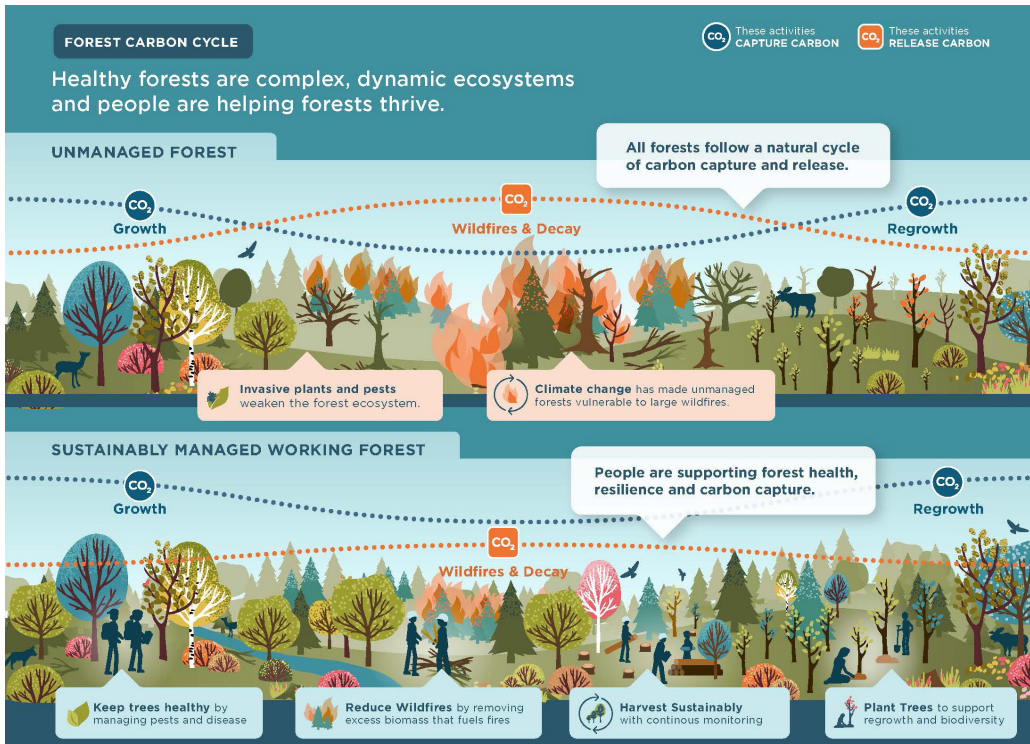 FOREST CARBON CYCLE
Healthy forests are complex, dynamic ecosystems
and people are helping forests thrive.
CO₂
These activities
CAPTURE CARBON
CO₂
These activities
RELEASE CARBON
UNMANAGED FOREST
All forests follow a natural cycle
of carbon capture and release.
CO₂
Growth
CO₂
Wildfires & Decay
CO₂
Regrowth
Invasive plants and pests
weaken the forest ecosystem.
Climate change has made unmanaged
forests vulnerable to large wildfires.
SUSTAINABLY MANAGED WORKING FOREST
People are supporting forest health,
resilience and carbon capture.
CO₂
Growth
CO₂
Wildfires & Decay
CO₂
Regrowth
Keep trees healthy by
managing pests and disease
Reduce Wildfires by removing
excess biomass that fuels fires
Harvest Sustainably
with continous monitoring
Plant Trees to support
regrowth and biodiversity